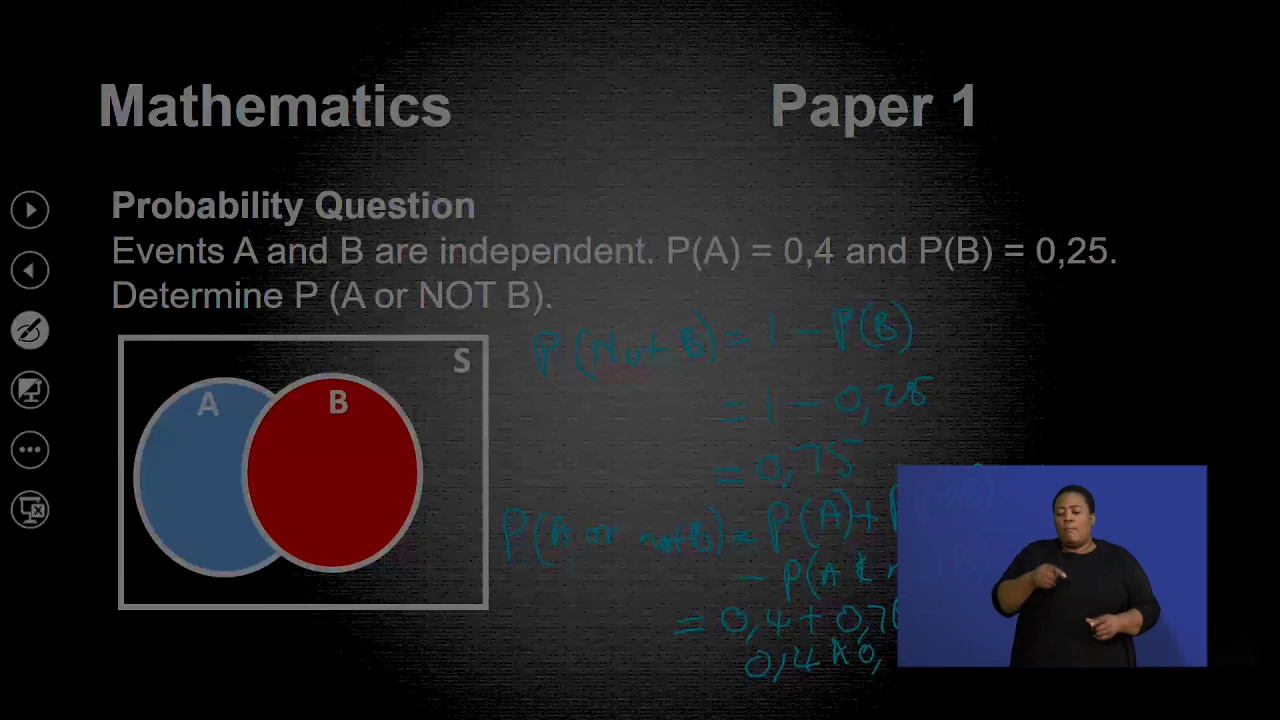 Mathematics Paper 1
Probability Question
Events A and B are independent. P(A) = 0,4 and P(B) = 0,25.
Determine P (A or NOT B).
S
A B
P(Not B) = 1 - P(B)
= 1 - 0,25
= 0,75
P(A or not B) = P(A) +
- P(A &
= 0,4 + 0,7
0,4 × 0,